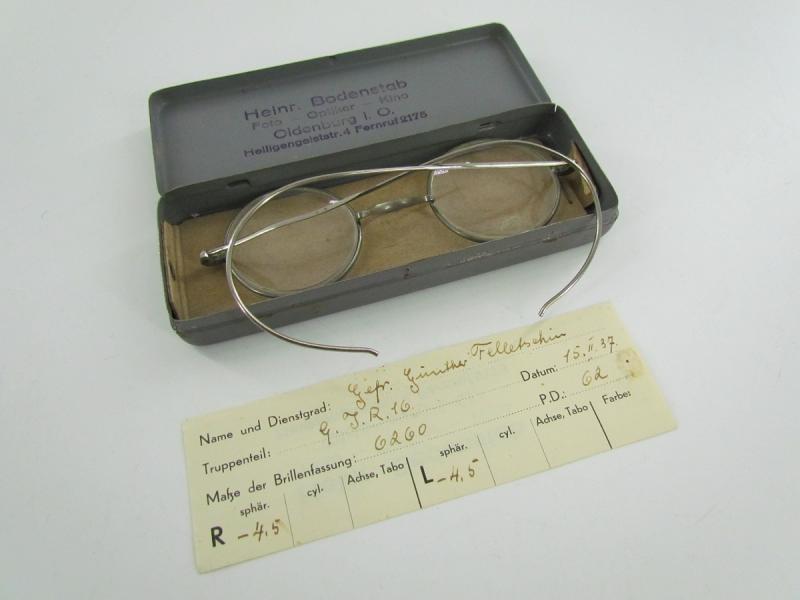 Heinr. Bodenstab
Foto – Optiker – Kino
Oldenburg i. O.
Heiligengeiststr. 4 Fernruf 2175
Name und Dienstgrad: Gefr. Günther Felletschin
Truppenteil: G. J. R. 16. Datum: 15. II. 37.
Maße der Brillenfassung: 6260 P.D.: 62
sphär. cyl. Achse, Tabo sphär. cyl. Achse, Tabo Farbe:
R – 4.5 L – 4.5